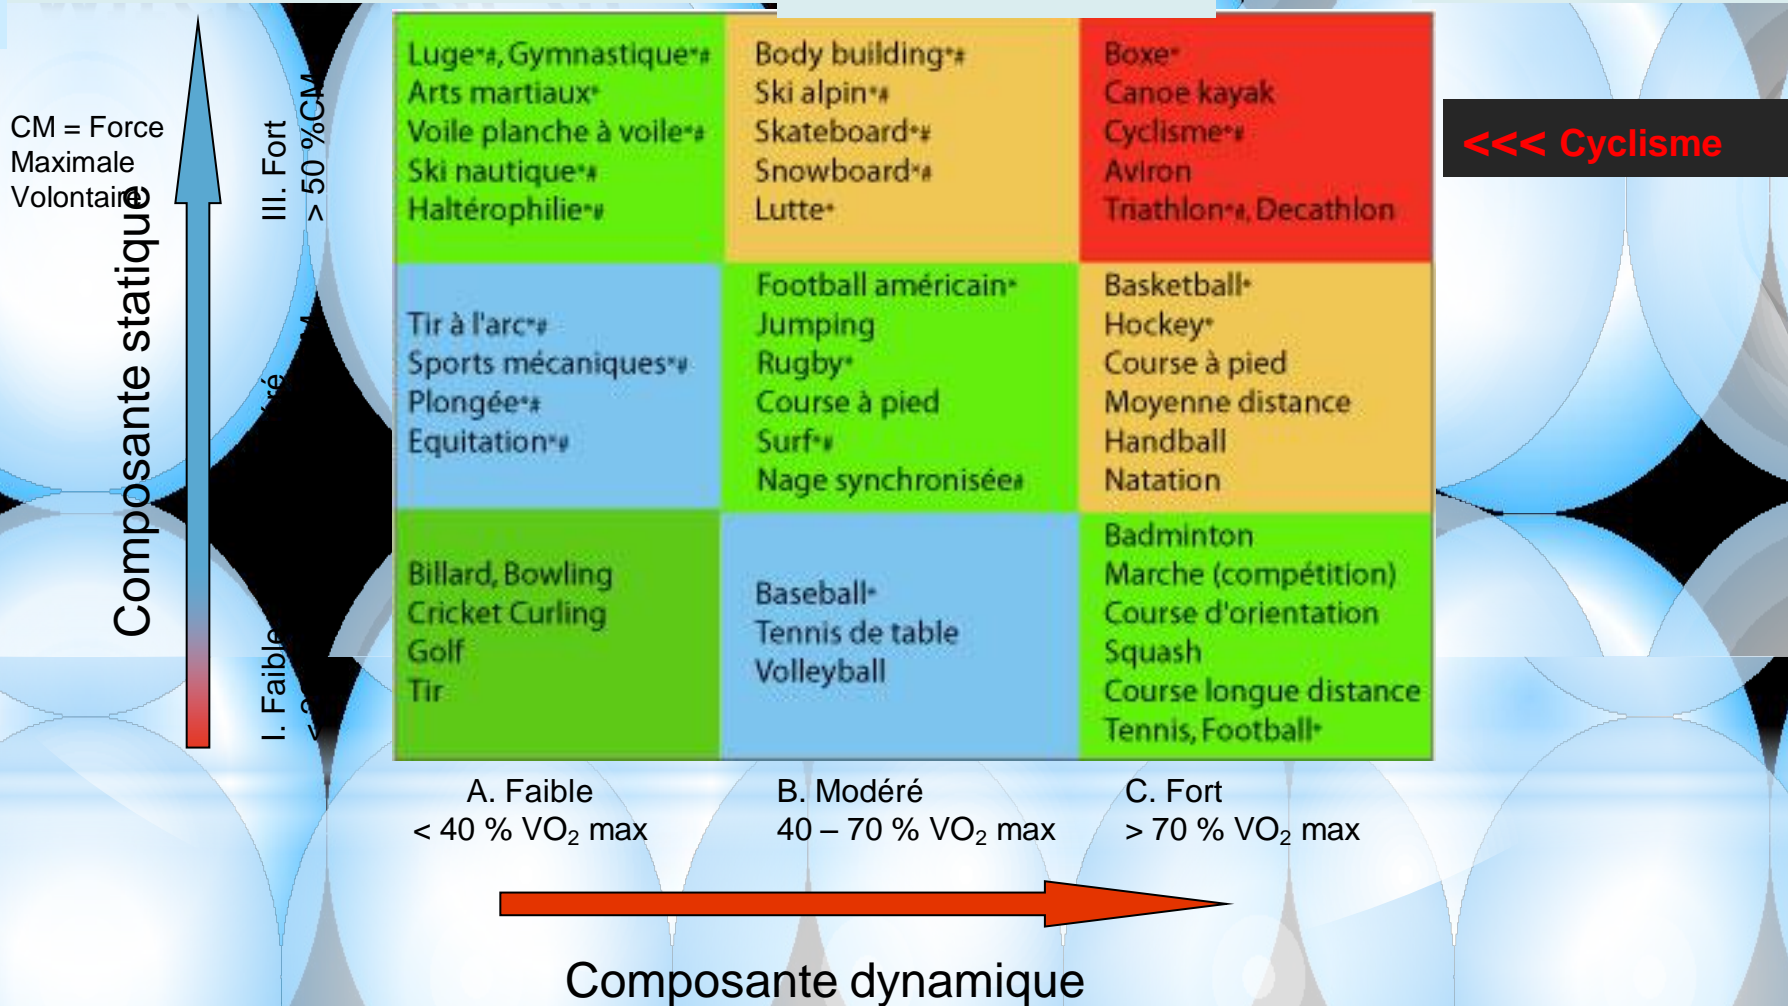 CM = Force
Maximale
Volontaire
Composante statique
III. Fort
> 50 %CM
I. Faible
Luge*#, Gymnastique*#
Arts martiaux*
Voile planche à voile*#
Ski nautique*#
Haltérophilie*#
Body building*#
Ski alpin*#
Skateboard*#
Snowboard*#
Lutte*
Boxe*
Canoe kayak
Cyclisme*#
Aviron
Triathlon*#, Decathlon
<<< Cyclisme
Tir à l'arc*#
Sports mécaniques*#
Plongée*#
Equitation*#
Football américain*
Jumping
Rugby*
Course à pied
Surf*#
Nage synchronisée#
Basketball*
Hockey*
Course à pied
Moyenne distance
Handball
Natation
Billard, Bowling
Cricket Curling
Golf
Tir
Baseball*
Tennis de table
Volleyball
Badminton
Marche (compétition)
Course d'orientation
Squash
Course longue distance
Tennis, Football*
A. Faible
< 40 % VO₂ max
B. Modéré
40 – 70 % VO₂ max
C. Fort
> 70 % VO₂ max
Composante dynamique